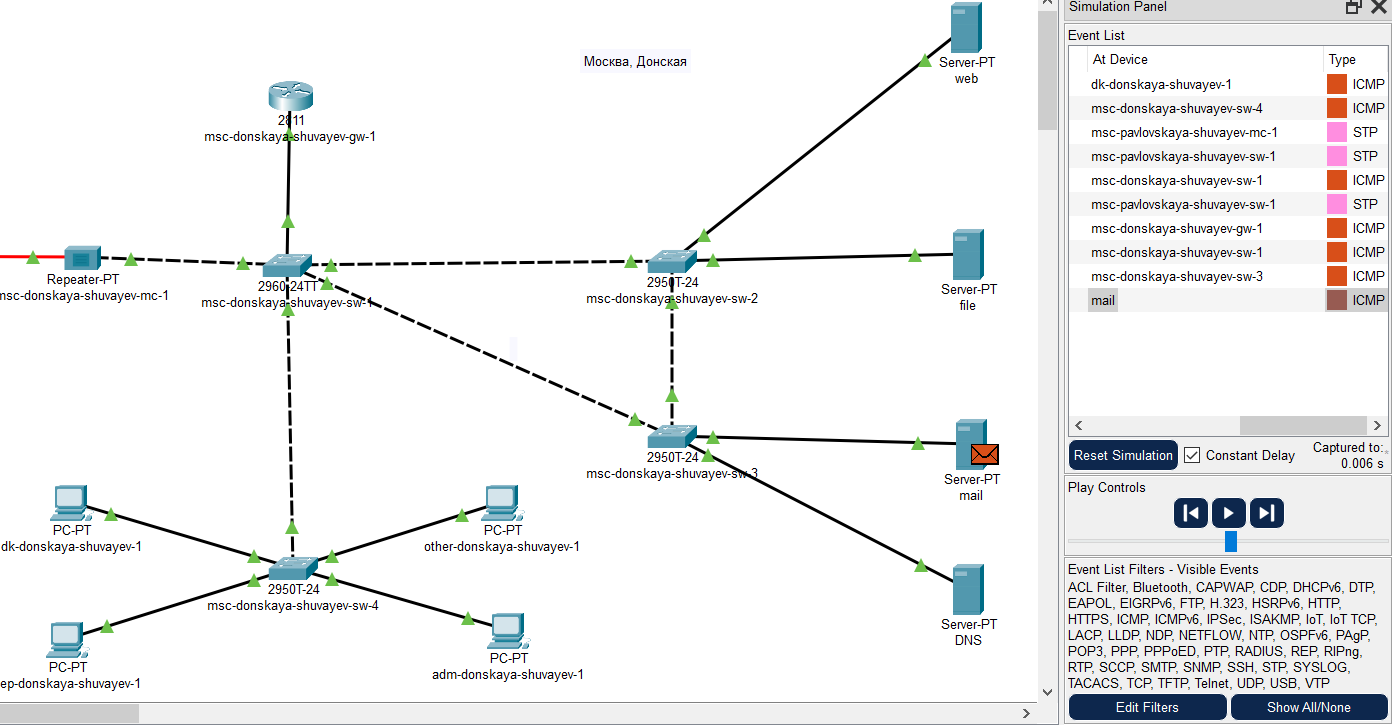 Москва, Донская
2811
msc-donskaya-shuvayev-gw-1
Server-PT
web
Repeater-PT
msc-donskaya-shuvayev-mc-1
2960-24TT
msc-donskaya-shuvayev-sw-1
2950T-24
msc-donskaya-shuvayev-sw-2
Server-PT
file
2950T-24
msc-donskaya-shuvayev-sw-3
Server-PT
mail
PC-PT
dk-donskaya-shuvayev-1
PC-PT
other-donskaya-shuvayev-1
2950T-24
msc-donskaya-shuvayev-sw-4
Server-PT
DNS
PC-PT
ep-donskaya-shuvayev-1
PC-PT
adm-donskaya-shuvayev-1
Simulation Panel
Event List
At Device Type
dk-donskaya-shuvayev-1 ICMP
msc-donskaya-shuvayev-sw-4 ICMP
msc-pavlovskaya-shuvayev-mc-1 STP
msc-pavlovskaya-shuvayev-sw-1 STP
msc-donskaya-shuvayev-sw-1 ICMP
msc-pavlovskaya-shuvayev-sw-1 STP
msc-donskaya-shuvayev-gw-1 ICMP
msc-donskaya-shuvayev-sw-1 ICMP
msc-donskaya-shuvayev-sw-3 ICMP
mail ICMP
Reset Simulation Constant Delay Captured to:
0.006 s
Play Controls
Event List Filters - Visible Events
ACL Filter, Bluetooth, CAPWAP, CDP, DHCPv6, DTP,
EAPOL, EIGRPv6, FTP, H.323, HSRPv6, HTTP,
HTTPS, ICMP, ICMPv6, IPSec, ISAKMP, IoT, IoT TCP,
LACP, LLDP, NDP, NETFLOW, NTP, OSPFv6, PAgP,
POP3, PPP, PPPoED, PTP, RADIUS, REP, RIPng,
RTP, SCCP, SMTP, SNMP, SSH, STP, SYSLOG,
TACACS, TCP, TFTP, Telnet, UDP, USB, VTP
Edit Filters Show All/None